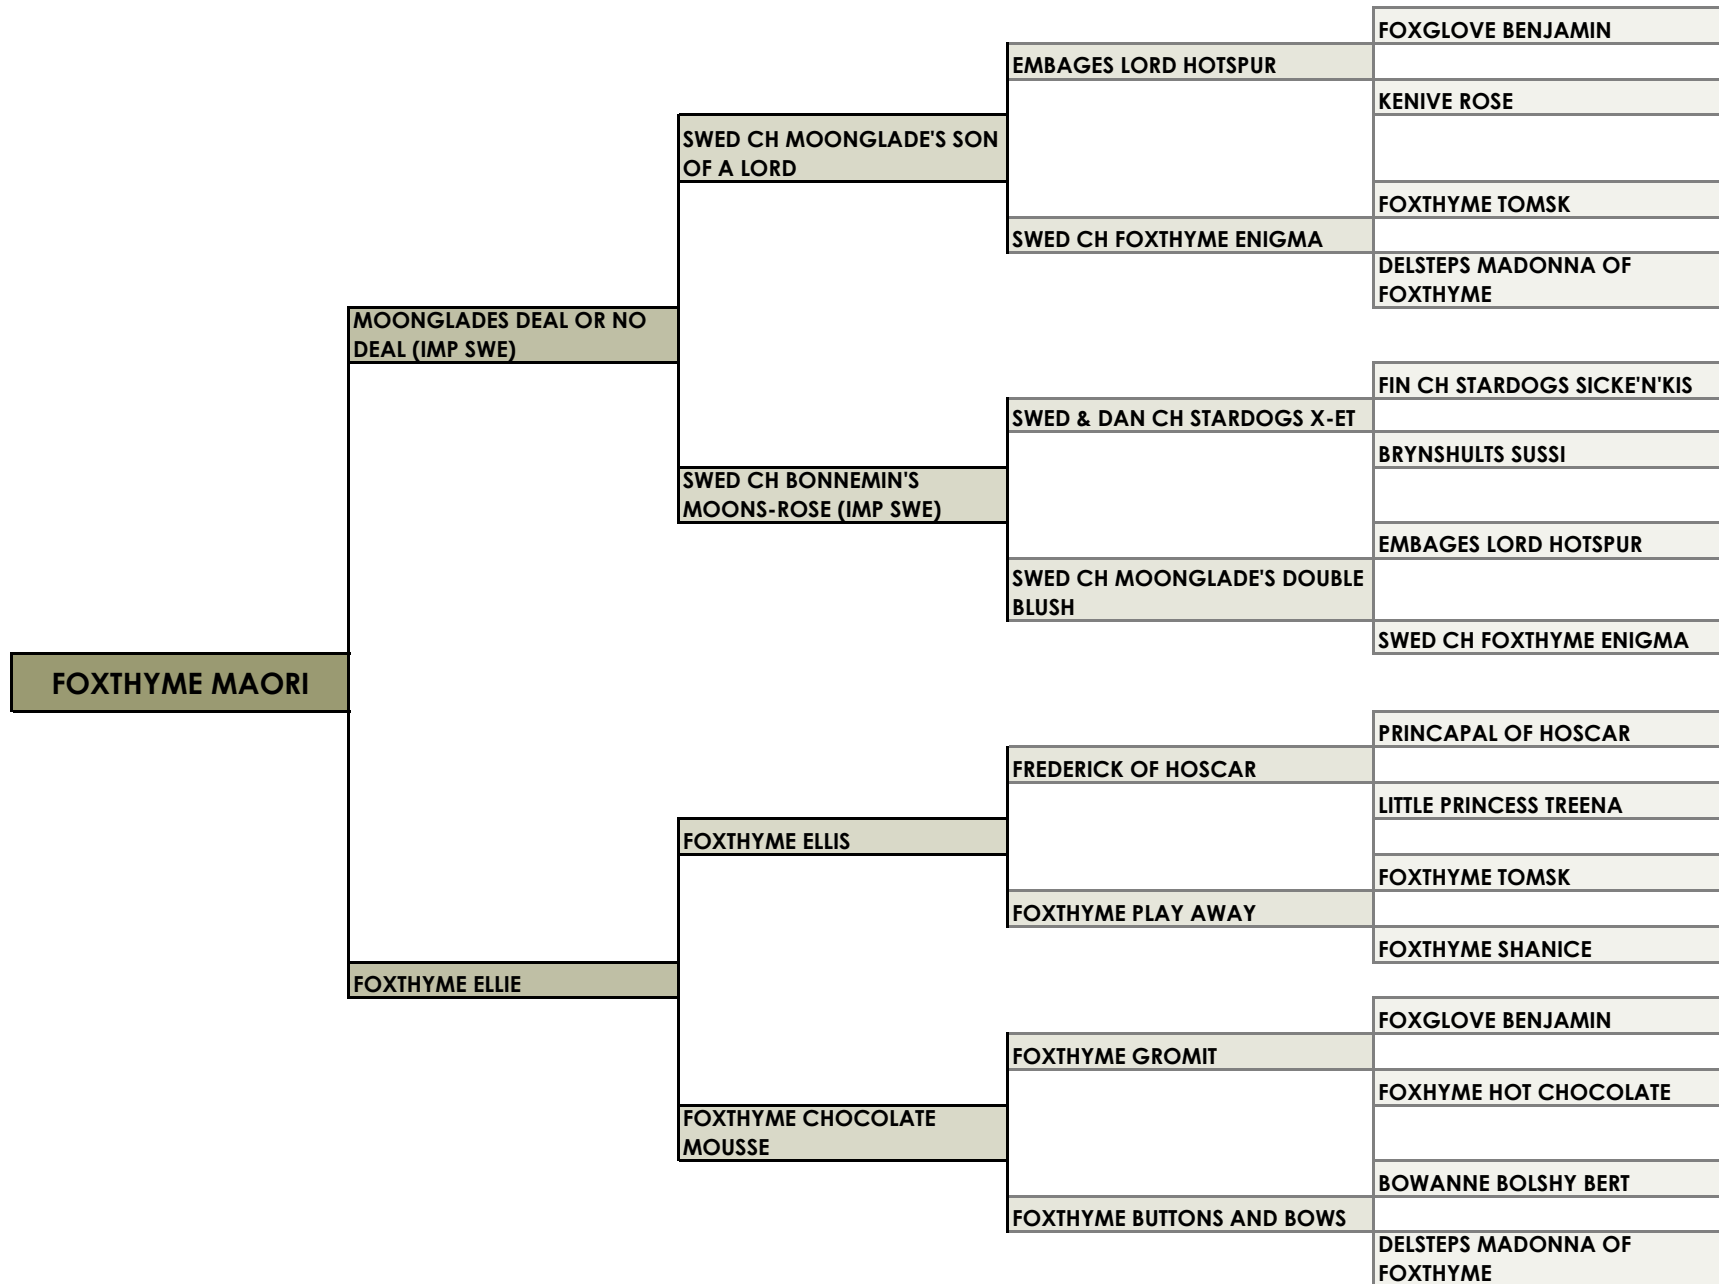 FOXGLOVE BENJAMIN
EMBAGES LORD HOTSPUR
KENIVE ROSE
SWED CH MOONGLADE'S SON
OF A LORD
FOXTHYME TOMSK
SWED CH FOXTHYME ENIGMA
DELSTEPS MADONNA OF
FOXTHYME
MOONGLADES DEAL OR NO
DEAL (IMP SWE)
FIN CH STARDOGS SICKE'N'KIS
SWED & DAN CH STARDOGS X-ET
BRYNSHULTS SUSSI
SWED CH BONNEMIN'S
MOONS-ROSE (IMP SWE)
EMBAGES LORD HOTSPUR
SWED CH MOONGLADE'S DOUBLE
BLUSH
SWED CH FOXTHYME ENIGMA
FOXTHYME MAORI
PRINCAPAL OF HOSCAR
FREDERICK OF HOSCAR
LITTLE PRINCESS TREENA
FOXTHYME ELLIS
FOXTHYME TOMSK
FOXTHYME PLAY AWAY
FOXTHYME SHANICE
FOXTHYME ELLIE
FOXGLOVE BENJAMIN
FOXTHYME GROMIT
FOXHYME HOT CHOCOLATE
FOXTHYME CHOCOLATE
MOUSSE
BOWANNE BOLSHY BERT
FOXTHYME BUTTONS AND BOWS
DELSTEPS MADONNA OF
FOXTHYME